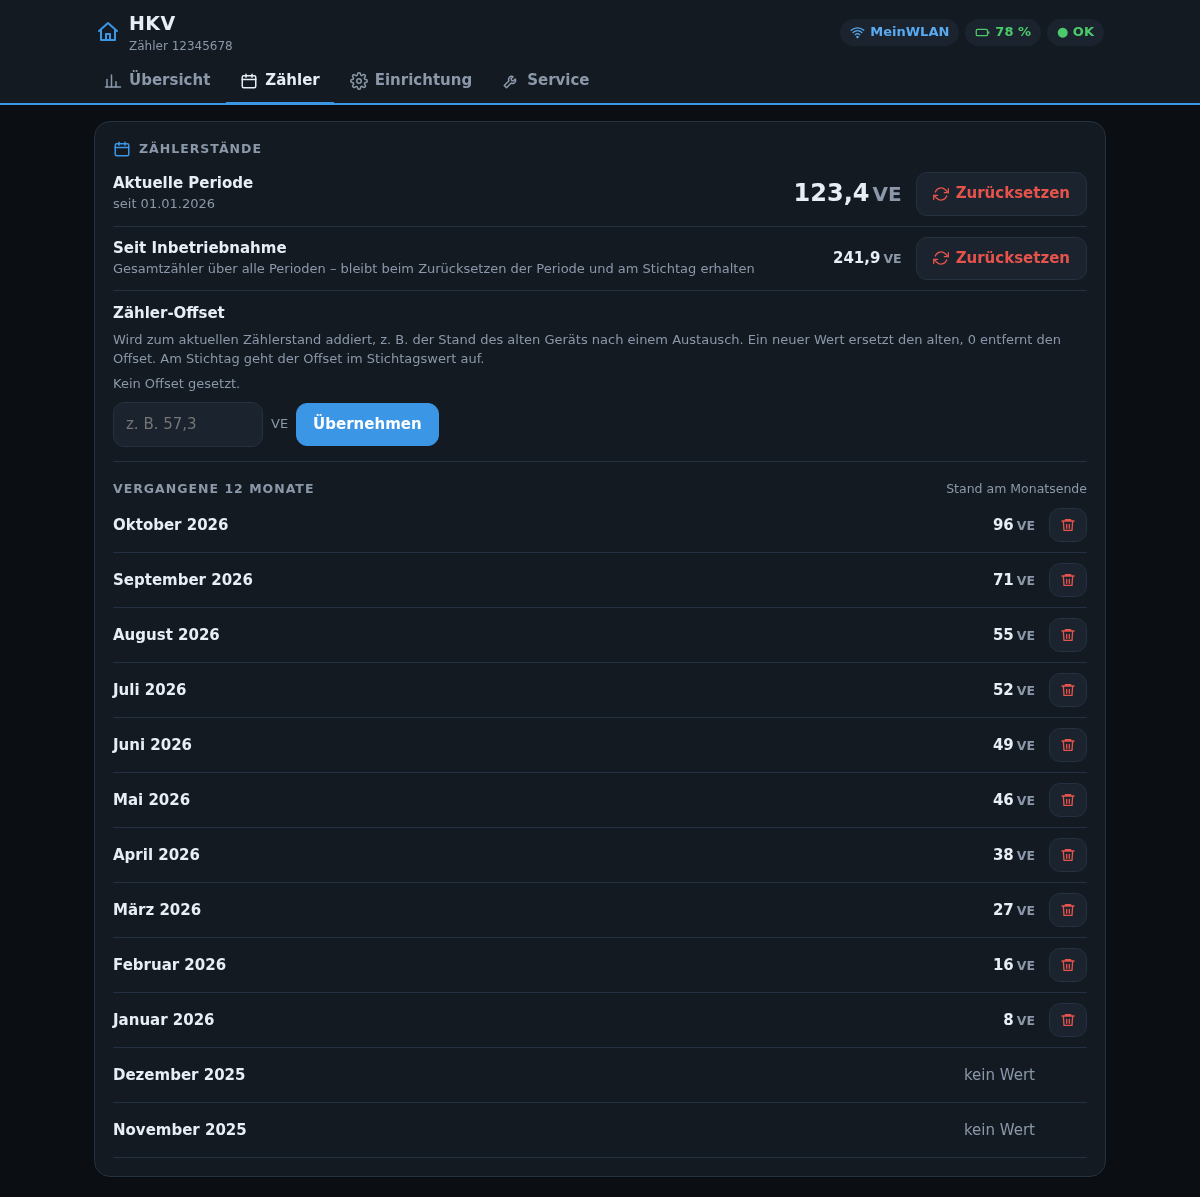 HKV
Zähler 12345678
MeinWLAN
78 %
OK
Übersicht
Zähler
Einrichtung
Service
ZÄHLERSTÄNDE
Aktuelle Periode
seit 01.01.2026
123,4 VE
Zurücksetzen
Seit Inbetriebnahme
Gesamtzähler über alle Perioden – bleibt beim Zurücksetzen der Periode und am Stichtag erhalten
241,9 VE
Zurücksetzen
Zähler-Offset
Wird zum aktuellen Zählerstand addiert, z. B. der Stand des alten Geräts nach einem Austausch. Ein neuer Wert ersetzt den alten, 0 entfernt den
Offset. Am Stichtag geht der Offset im Stichtagswert auf.
Kein Offset gesetzt.
z. B. 57,3
VE
Übernehmen
VERGANGENE 12 MONATE
Stand am Monatsende
Oktober 2026
96 VE
September 2026
71 VE
August 2026
55 VE
Juli 2026
52 VE
Juni 2026
49 VE
Mai 2026
46 VE
April 2026
38 VE
März 2026
27 VE
Februar 2026
16 VE
Januar 2026
8 VE
Dezember 2025
kein Wert
November 2025
kein Wert